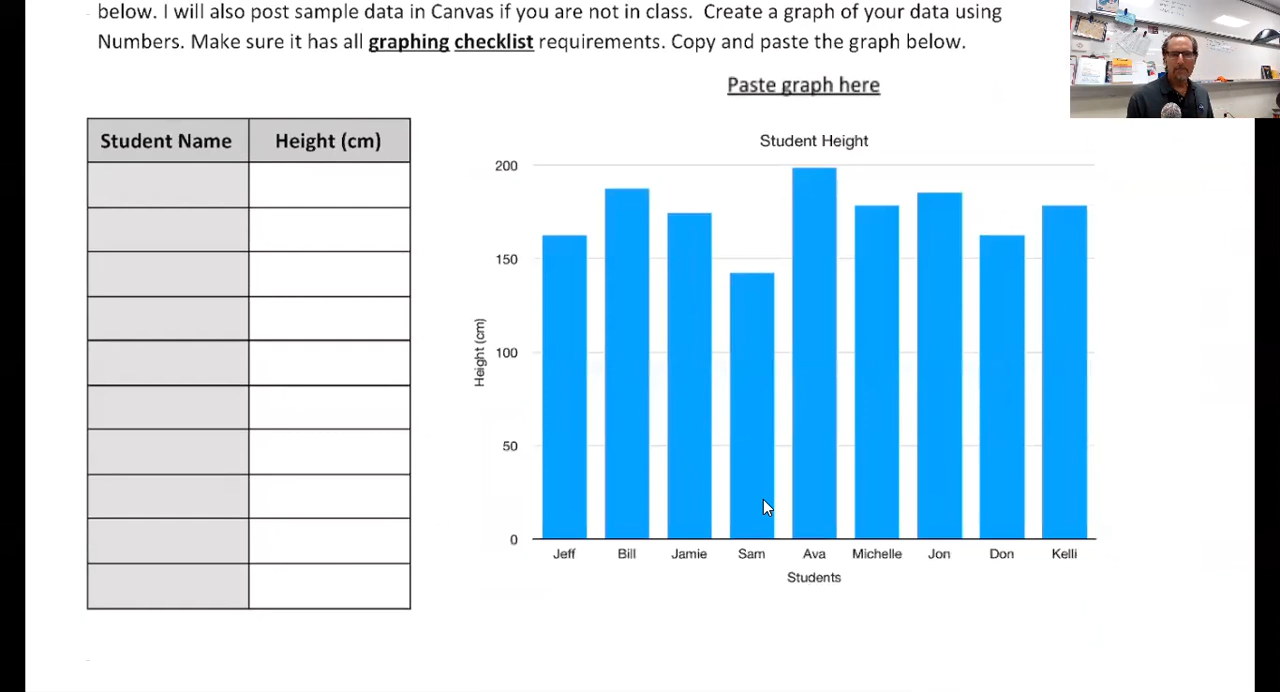 below. I will also post sample data in Canvas if you are not in class. Create a graph of your data using
Numbers. Make sure it has all graphing checklist requirements. Copy and paste the graph below.
Paste graph here
Student Name Height (cm)
Student Height
200
150
100
50
0
Height (cm)
Jeff Bill Jamie Sam Ava Michelle Jon Don Kelli
Students